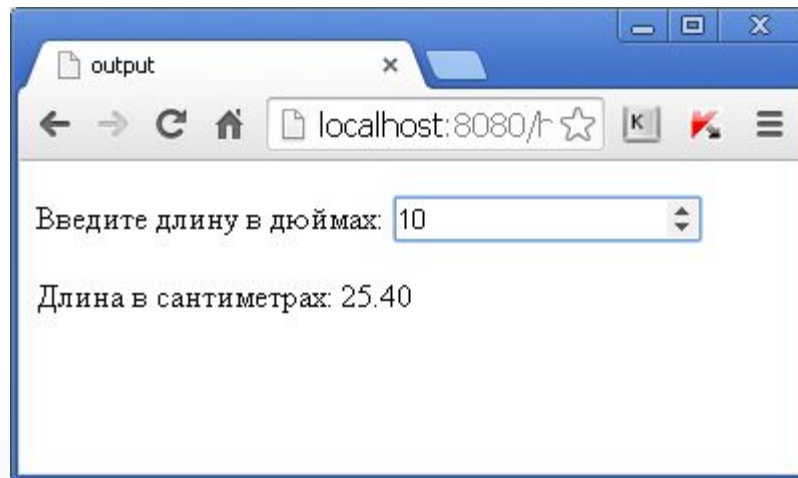 output
localhost:8080/h
K
Введите длину в дюймах: 10
Длина в сантиметрах: 25.40